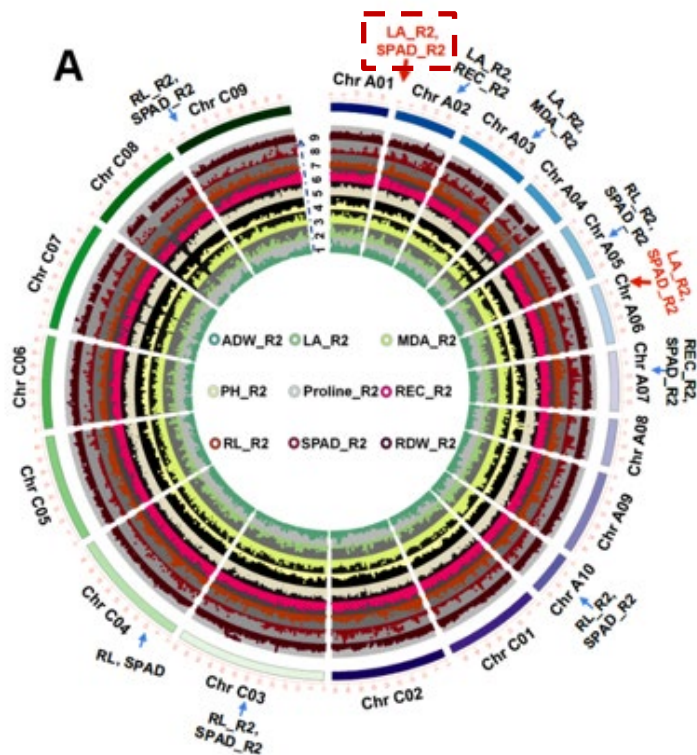 A
LA_R2,
SPAD_R2
LA_R2,
REC_R2
LA_R2,
MDA_R2
RL_R2,
SPAD_R2
LA_R2,
SPAD_R2
REC_R2,
SPAD_R2
RL_R2,
SPAD_R2
RL_R2,
SPAD_R2
RL, SPAD
RL_R2,
SPAD_R2
Chr A01
Chr A02
Chr A03
Chr A04
Chr A05
Chr A06
Chr A07
Chr A08
Chr A09
Chr A10
Chr C01
Chr C02
Chr C03
Chr C04
Chr C05
Chr C06
Chr C07
Chr C08
Chr C09
1 2 3 4 5 6 7 8 9
ADW_R2 LA_R2 MDA_R2
PH_R2 Proline_R2 REC_R2
RL_R2 SPAD_R2 RDW_R2